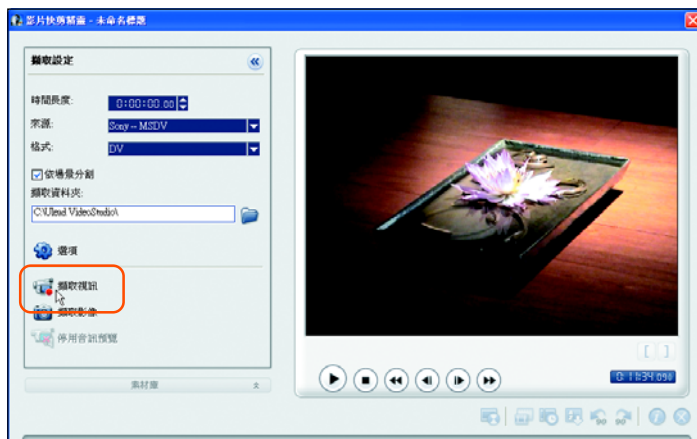 影片快剪精靈 - 未命名標題
擷取設定
時間長度: 0:00:00.00
來源: Sony -- MSDV
格式: DV
依場景分割
擷取資料夾:
C:\Ulead VideoStudio\
選項
擷取視訊
擷取影像
停用音訊預覽
素材庫
[ ]
0:11:34.09